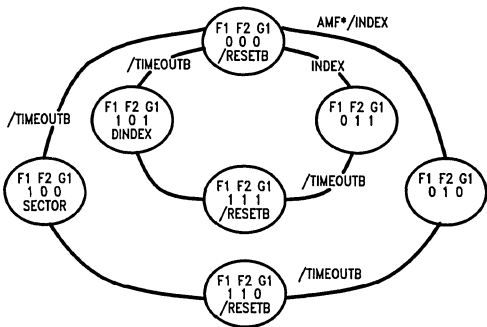 AMF*/INDEX
F1 F2 G1
0 0 0
/RESETB
/TIMEOUTB
INDEX
F1 F2 G1
1 0 1
DINDEX
F1 F2 G1
0 1 1
/TIMEOUTB
/TIMEOUTB
F1 F2 G1
1 0 0
SECTOR
F1 F2 G1
1 1 1
/RESETB
F1 F2 G1
0 1 0
/TIMEOUTB
F1 F2 G1
1 1 0
/RESETB